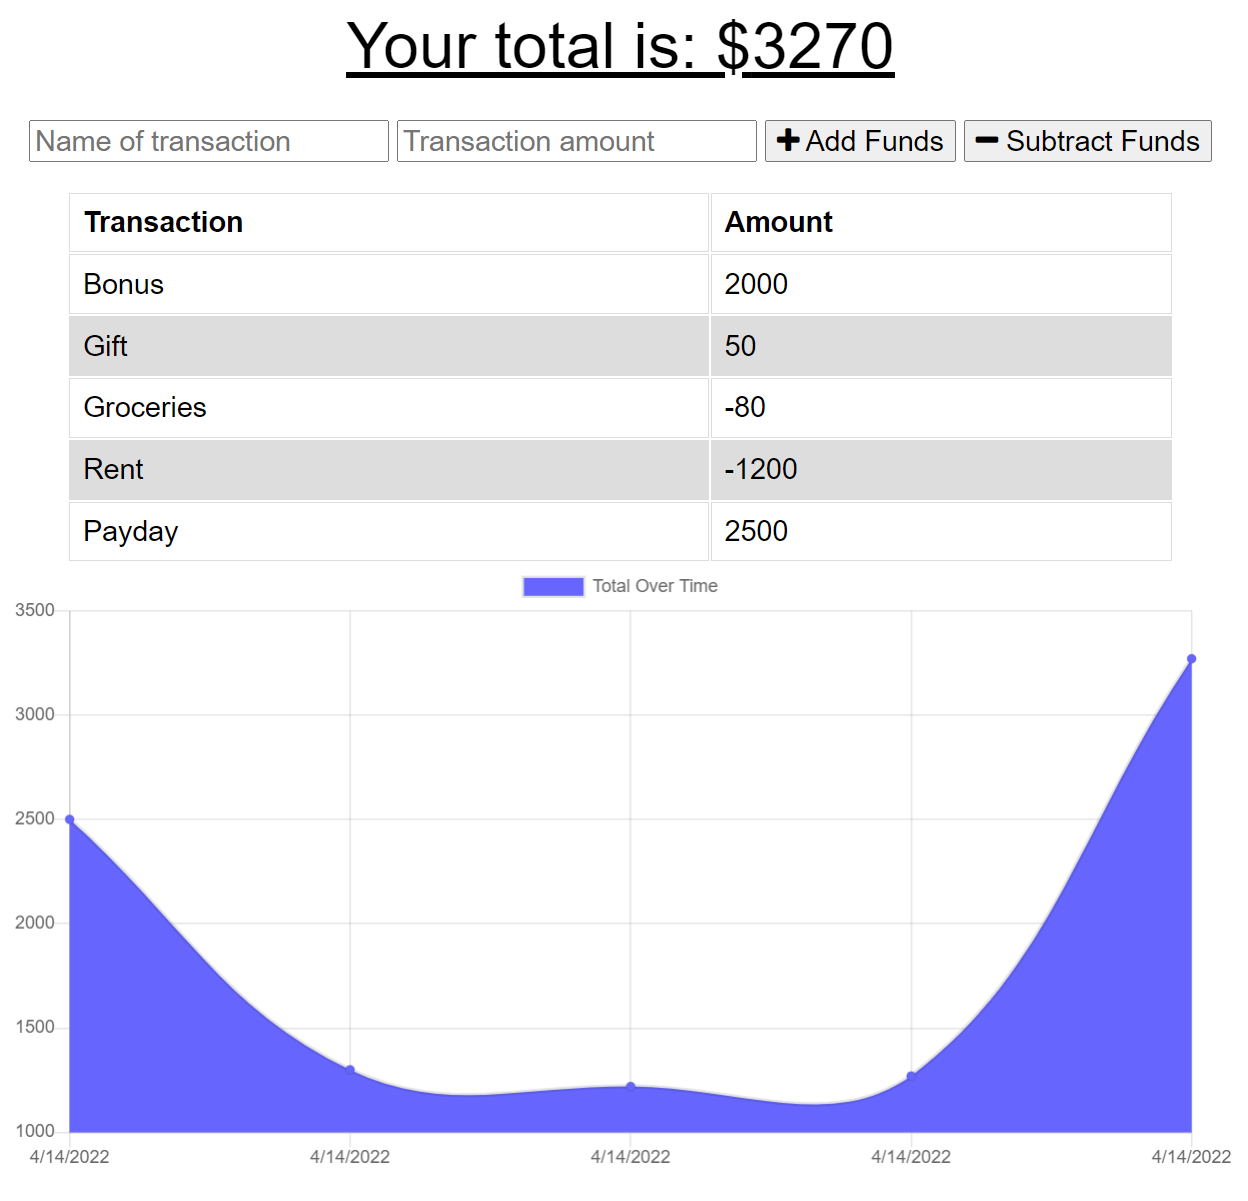 Your total is: $3270
Name of transaction Transaction amount Add Funds Subtract Funds
Transaction Amount
Bonus 2000
Gift 50
Groceries -80
Rent -1200
Payday 2500
Total Over Time
3500
3000
2500
2000
1500
1000
4/14/2022 4/14/2022 4/14/2022 4/14/2022 4/14/2022